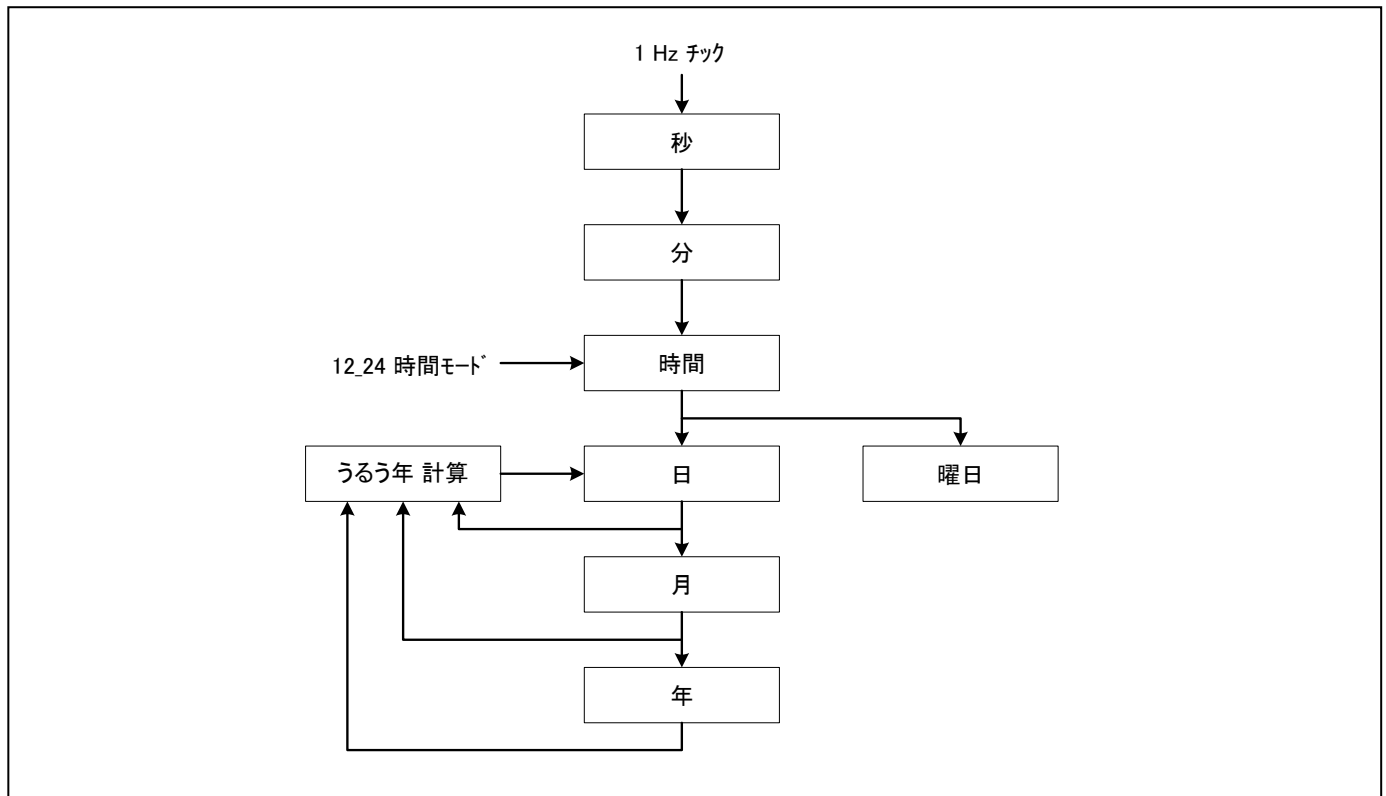 1 Hz チック
秒
分
12_24 時間モード
時間
うるう年 計算
日
曜日
月
年